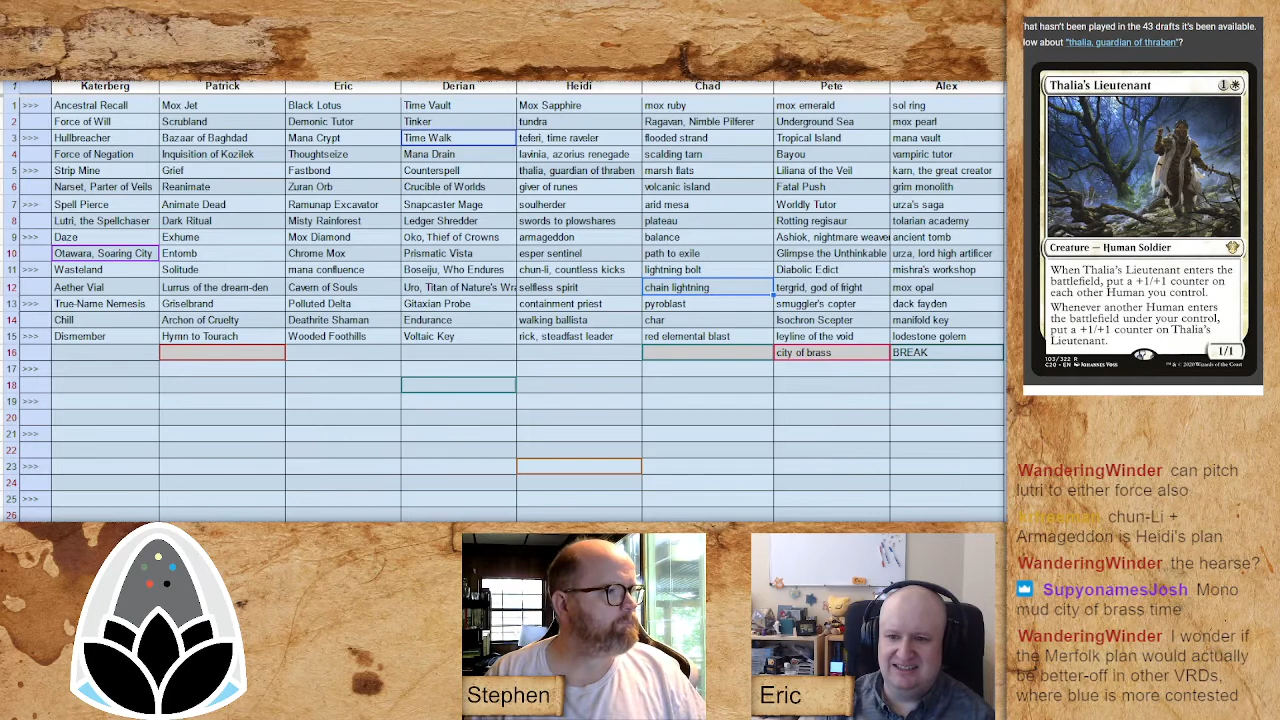 Katerberg Patrick Eric Derian Heidi Chad Pete Alex
1 >>> Ancestral Recall Mox Jet Black Lotus Time Vault Mox Sapphire mox ruby mox emerald sol ring
2 Force of Will Scrubland Demonic Tutor Tinker tundra Ragavan, Nimble Pilferer Underground Sea mox pearl
3 >>> Hullbreacher Bazaar of Baghdad Mana Crypt Time Walk teferi, time raveler flooded strand Tropical Island mana vault
4 Force of Negation Inquisition of Kozilek Thoughtseize Mana Drain lavinia, azorius renegade scalding tarn Bayou vampiric tutor
5 >>> Strip Mine Grief Fastbond Counterspell thalia, guardian of thraben marsh flats Liliana of the Veil karn, the great creator
6 Narset, Parter of Veils Reanimate Zuran Orb Crucible of Worlds giver of runes volcanic island Fatal Push grim monolith
7 >>> Spell Pierce Animate Dead Ramunap Excavator Snapcaster Mage soulherder arid mesa Worldly Tutor urza's saga
8 Lutri, the Spellchaser Dark Ritual Misty Rainforest Ledger Shredder swords to plowshares plateau Rotting regisaur tolarian academy
9 >>> Daze Exhume Mox Diamond Oko, Thief of Crowns armageddon balance Ashiok, nightmare weaver ancient tomb
10 Otawara, Soaring City Entomb Chrome Mox Prismatic Vista esper sentinel path to exile Glimpse the Unthinkable urza, lord high artificer
11 >>> Wasteland Solitude mana confluence Boseiju, Who Endures chun-li, countless kicks lightning bolt Diabolic Edict mishra's workshop
12 Aether Vial Lurrus of the dream-den Cavern of Souls Uro, Titan of Nature's Wra selfless spirit chain lightning tergrid, god of fright mox opal
13 >>> True-Name Nemesis Griselbrand Polluted Delta Gitaxian Probe containment priest pyroblast smuggler's copter dack fayden
14 Chill Archon of Cruelty Deathrite Shaman Endurance walking ballista char Isochron Scepter manifold key
15 >>> Dismember Hymn to Tourach Wooded Foothills Voltaic Key rick, steadfast leader red elemental blast leyline of the void lodestone golem
16 city of brass BREAK
17 >>>
18
19 >>>
20
21 >>>
22
23 >>>
24
25 >>>
26
hat hasn't been played in the 43 drafts it's been available.
low about "thalia, guardian of thraben"?
Thalia's Lieutenant 1
Creature — Human Soldier
When Thalia's Lieutenant enters the
battlefield, put a +1/+1 counter on
each other Human you control.
Whenever another Human enters
the battlefield under your control,
put a +1/+1 counter on Thalia's
Lieutenant.
1/1
103/322 R
C20 • EN JOHANNES VOSS ™ & © 2020 Wizards of the Coast
WanderingWinder can pitch
lutri to either force also
chun-Li +
Armageddon is Heidi's plan
WanderingWinder the hearse?
SupyonamesJosh Mono
mud city of brass time
WanderingWinder I wonder if
the Merfolk plan would actually
be better-off in other VRDs,
where blue is more contested
Stephen
Eric